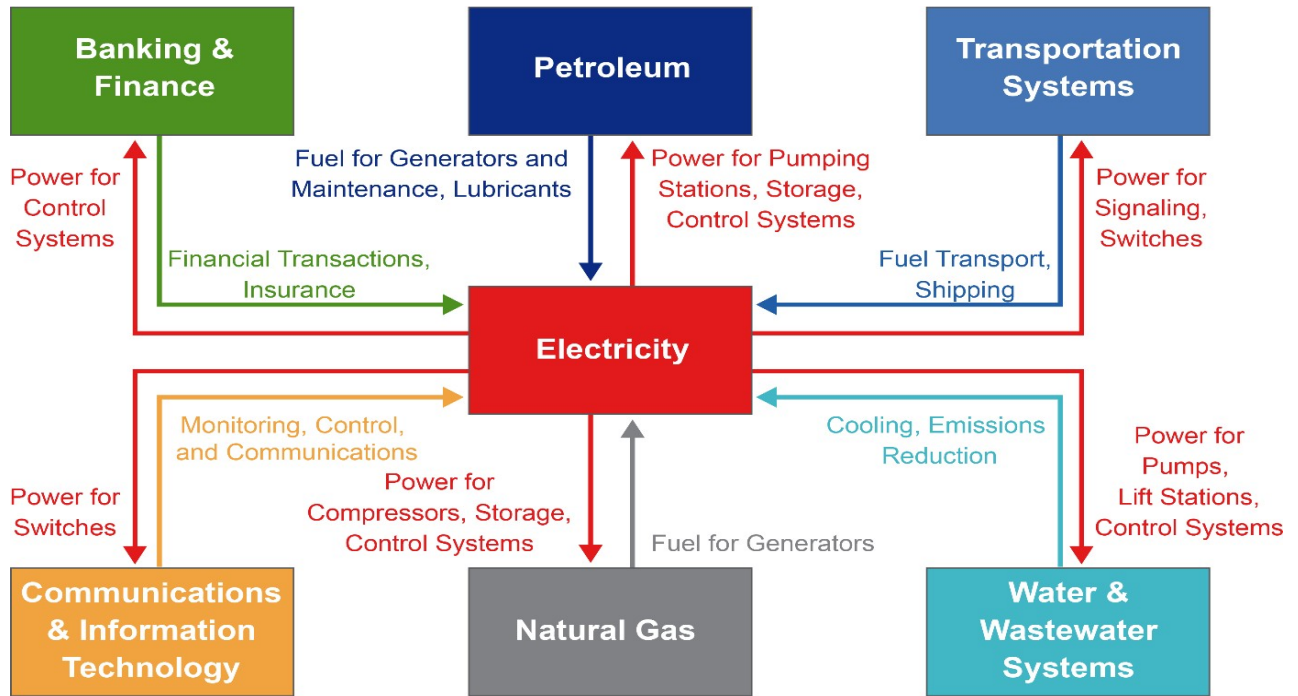 Banking &
Finance
Petroleum
Transportation
Systems
Power for
Control
Systems
Fuel for Generators and
Maintenance, Lubricants
Power for Pumping
Stations, Storage,
Control Systems
Power for
Signaling,
Switches
Financial Transactions,
Insurance
Fuel Transport,
Shipping
Electricity
Monitoring, Control,
and Communications
Cooling, Emissions
Reduction
Power for
Switches
Power for
Compressors, Storage,
Control Systems
Fuel for Generators
Power for
Pumps,
Lift Stations,
Control Systems
Communications
& Information
Technology
Natural Gas
Water &
Wastewater
Systems